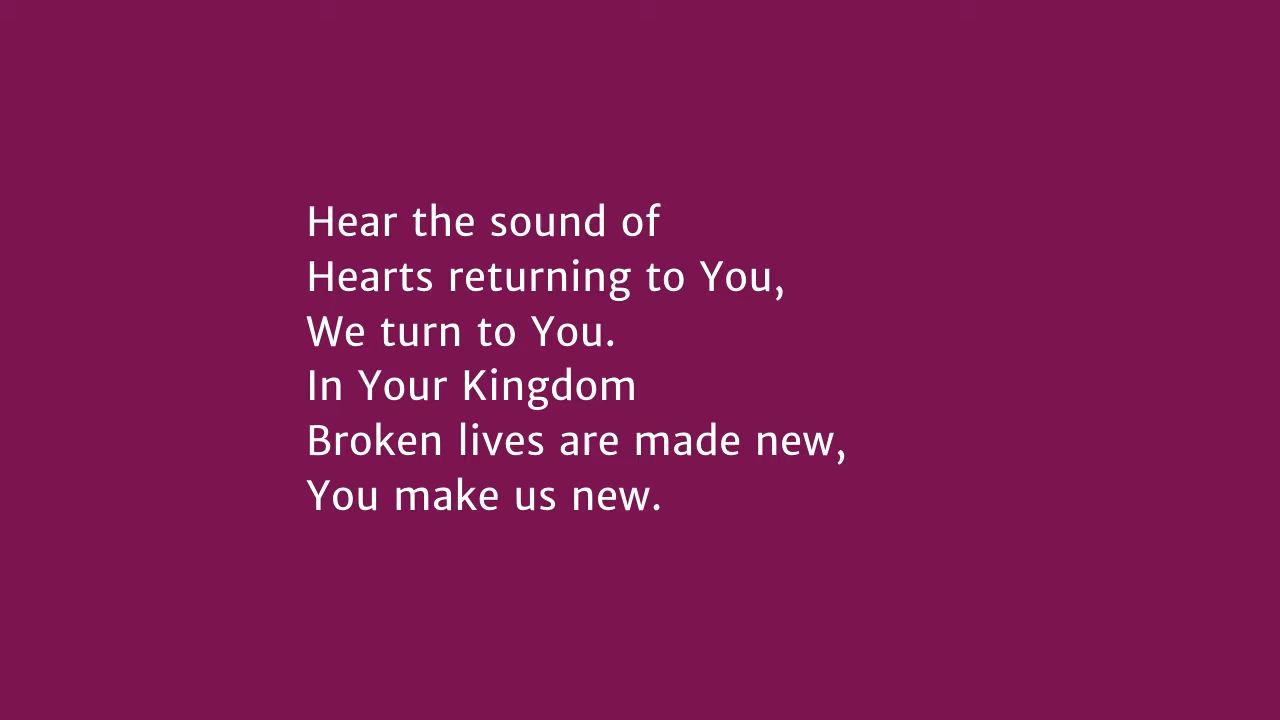 Hear the sound of
Hearts returning to You,
We turn to You.
In Your Kingdom
Broken lives are made new,
You make us new.